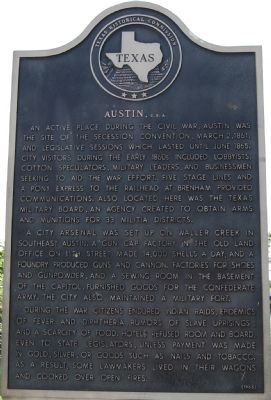 TEXAS HISTORICAL COMMISSION
TEXAS
AUSTIN, C.S.A.
AN ACTIVE PLACE DURING THE CIVIL WAR, AUSTIN WAS
THE SITE OF THE SECESSION CONVENTION, MARCH 2, 1861,
AND LEGISLATIVE SESSIONS WHICH LASTED UNTIL JUNE 1865.
CITY VISITORS DURING THE EARLY 1860S INCLUDED LOBBYISTS,
COTTON SPECULATORS, MILITARY LEADERS, AND BUSINESSMEN
SEEKING TO AID THE WAR EFFORT. FIVE STAGE LINES AND
A PONY EXPRESS TO THE RAILHEAD AT BRENHAM PROVIDED
COMMUNICATIONS. ALSO LOCATED HERE WAS THE TEXAS
MILITARY BOARD, AN AGENCY CREATED TO OBTAIN ARMS
AND MUNITIONS FOR 33 MILITIA DISTRICTS.
A CITY ARSENAL WAS SET UP ON WALLER CREEK IN
SOUTHEAST AUSTIN. A GUN CAP FACTORY IN THE OLD LAND
OFFICE ON 11TH STREET MADE 14,000 SHELLS A DAY, AND A
FOUNDRY PRODUCED GUNS AND CANNON. FACTORIES FOR SHOES
AND GUNPOWDER, AND A SEWING ROOM IN THE BASEMENT
OF THE CAPITOL, FURNISHED GOODS FOR THE CONFEDERATE
ARMY. THE CITY ALSO MAINTAINED A MILITARY FORT.
DURING THE WAR CITIZENS ENDURED INDIAN RAIDS, EPIDEMICS
OF FEVER AND DIPHTHERIA, RUMORS OF SLAVE UPRISINGS,
AND A SCARCITY OF FOOD. HOTELS REFUSED ROOM AND BOARD,
EVEN TO STATE LEGISLATORS, UNLESS PAYMENT WAS MADE
IN GOLD, SILVER, OR GOODS SUCH AS NAILS AND TOBACCO.
AS A RESULT, SOME LAWMAKERS LIVED IN THEIR WAGONS
AND COOKED OVER OPEN FIRES.